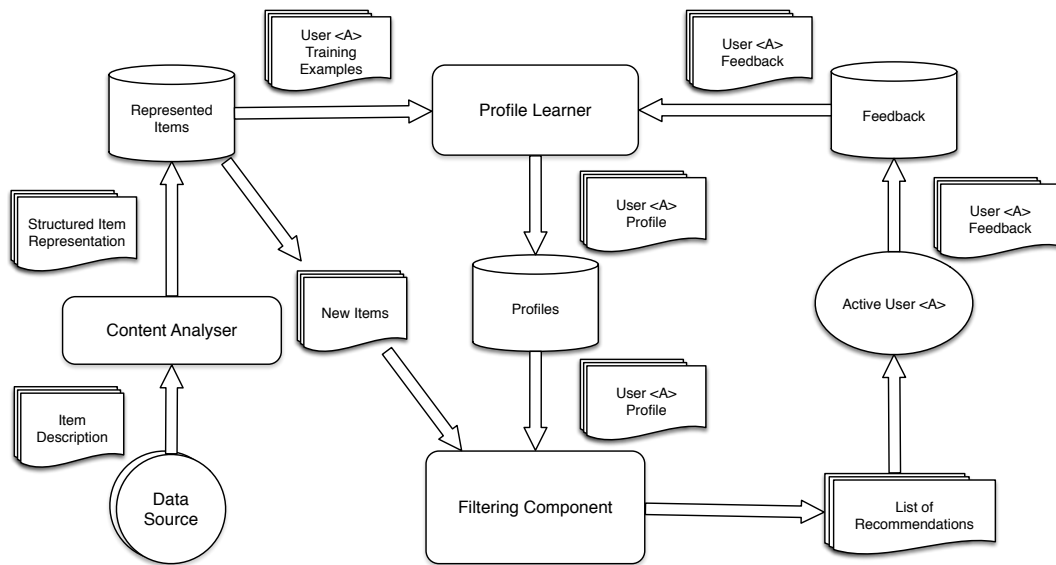 User <A>
Training
Examples
User <A>
Feedback
Represented
Items
Profile Learner
Feedback
Structured Item
Representation
User <A>
Profile
User <A>
Feedback
New Items
Profiles
Active User <A>
Content Analyser
Item
Description
User <A>
Profile
Data
Source
Filtering Component
List of
Recommendations